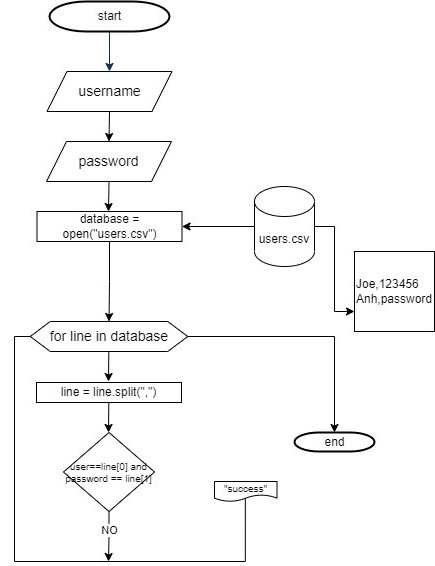 start
username
password
database =
open("users.csv")
users.csv
Joe,123456
Anh,password
for line in database
line = line.split(",")
end
user==line[0] and
password == line[1]
"success"
NO